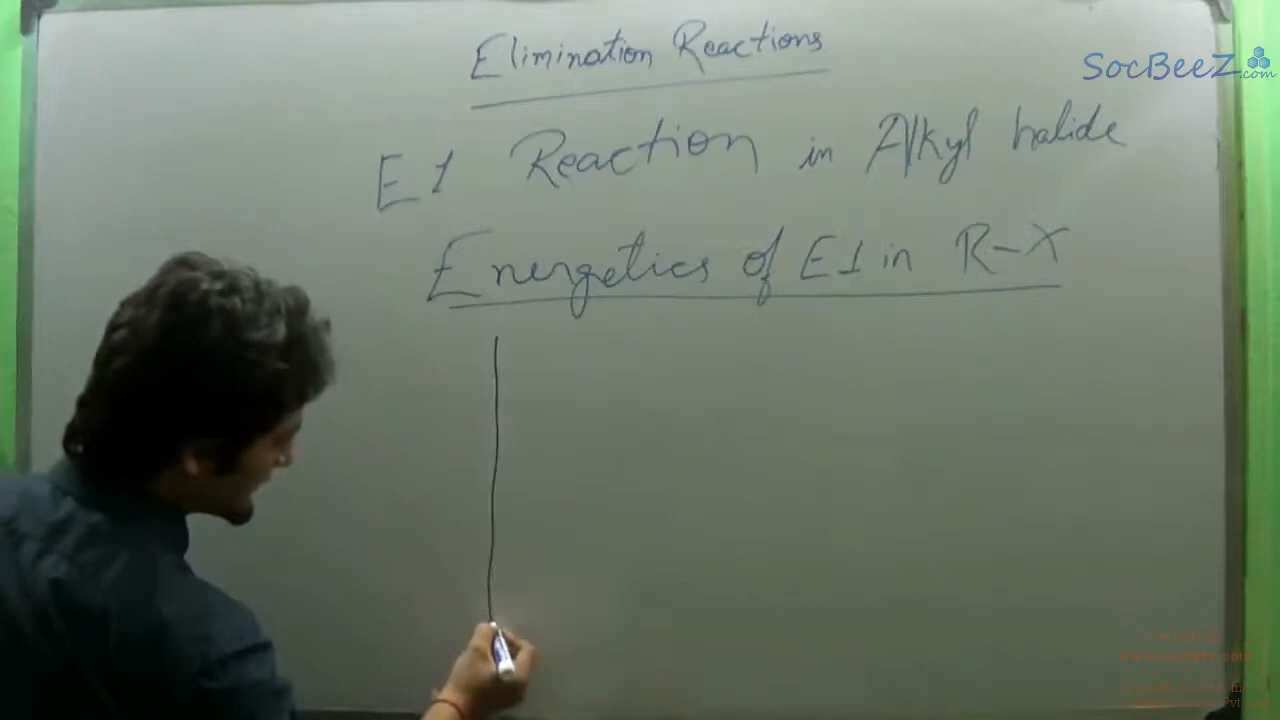 Elimination Reactions
SocBeeZ.com
E1 Reaction in Alkyl halide
Energetics of E1 in R-X